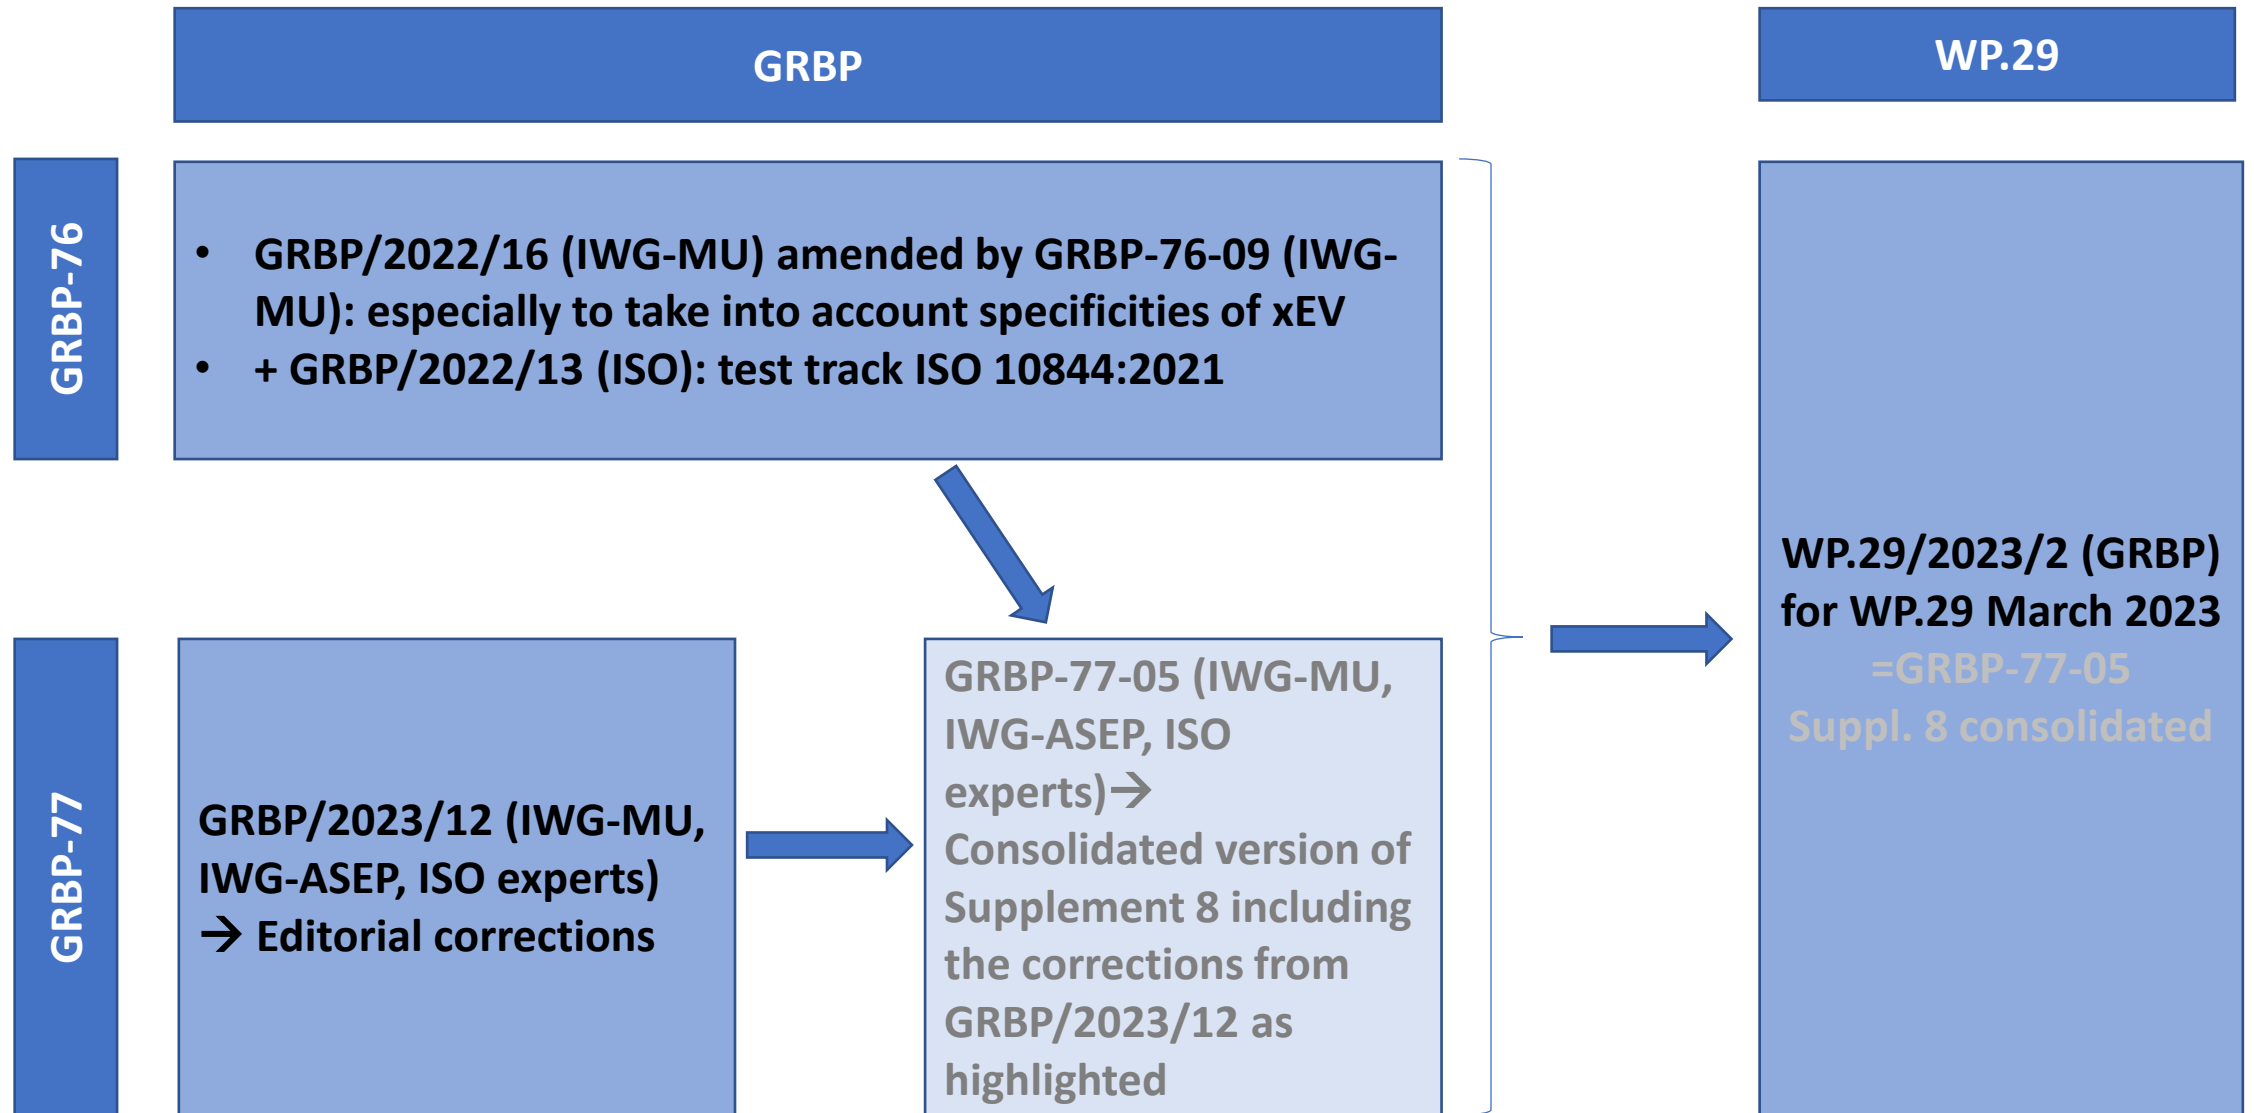 GRBP
WP.29
GRBP-76
• GRBP/2022/16 (IWG-MU) amended by GRBP-76-09 (IWG-
MU): especially to take into account specificities of xEV
• + GRBP/2022/13 (ISO): test track ISO 10844:2021
GRBP-77
GRBP/2023/12 (IWG-MU,
IWG-ASEP, ISO experts)
→ Editorial corrections
GRBP-77-05 (IWG-MU,
IWG-ASEP, ISO
experts)→
Consolidated version of
Supplement 8 including
the corrections from
GRBP/2023/12 as
highlighted
WP.29/2023/2 (GRBP)
for WP.29 March 2023
=GRBP-77-05
Suppl. 8 consolidated